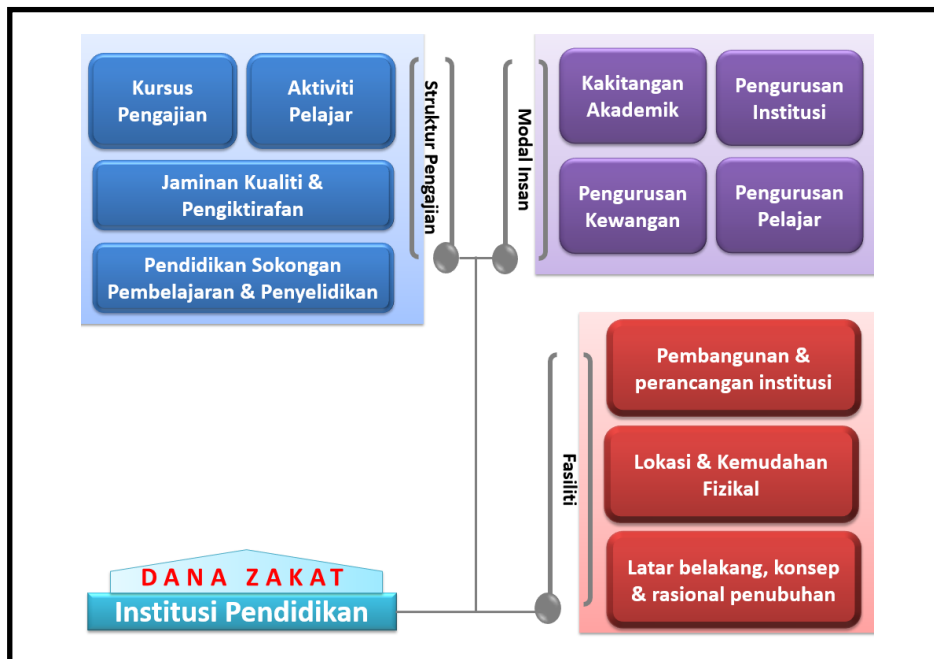 Kursus
Pengajian
Aktiviti
Pelajar
Jaminan Kualiti &
Pengiktirafan
Pendidikan Sokongan
Pembelajaran & Penyelidikan
Struktur Pengajian
Modal Insan
Kakitangan
Akademik
Pengurusan
Institusi
Pengurusan
Kewangan
Pengurusan
Pelajar
Fasiliti
Pembangunan &
perancangan institusi
Lokasi & Kemudahan
Fizikal
Latar belakang, konsep
& rasional penubuhan
DANA ZAKAT
Institusi Pendidikan